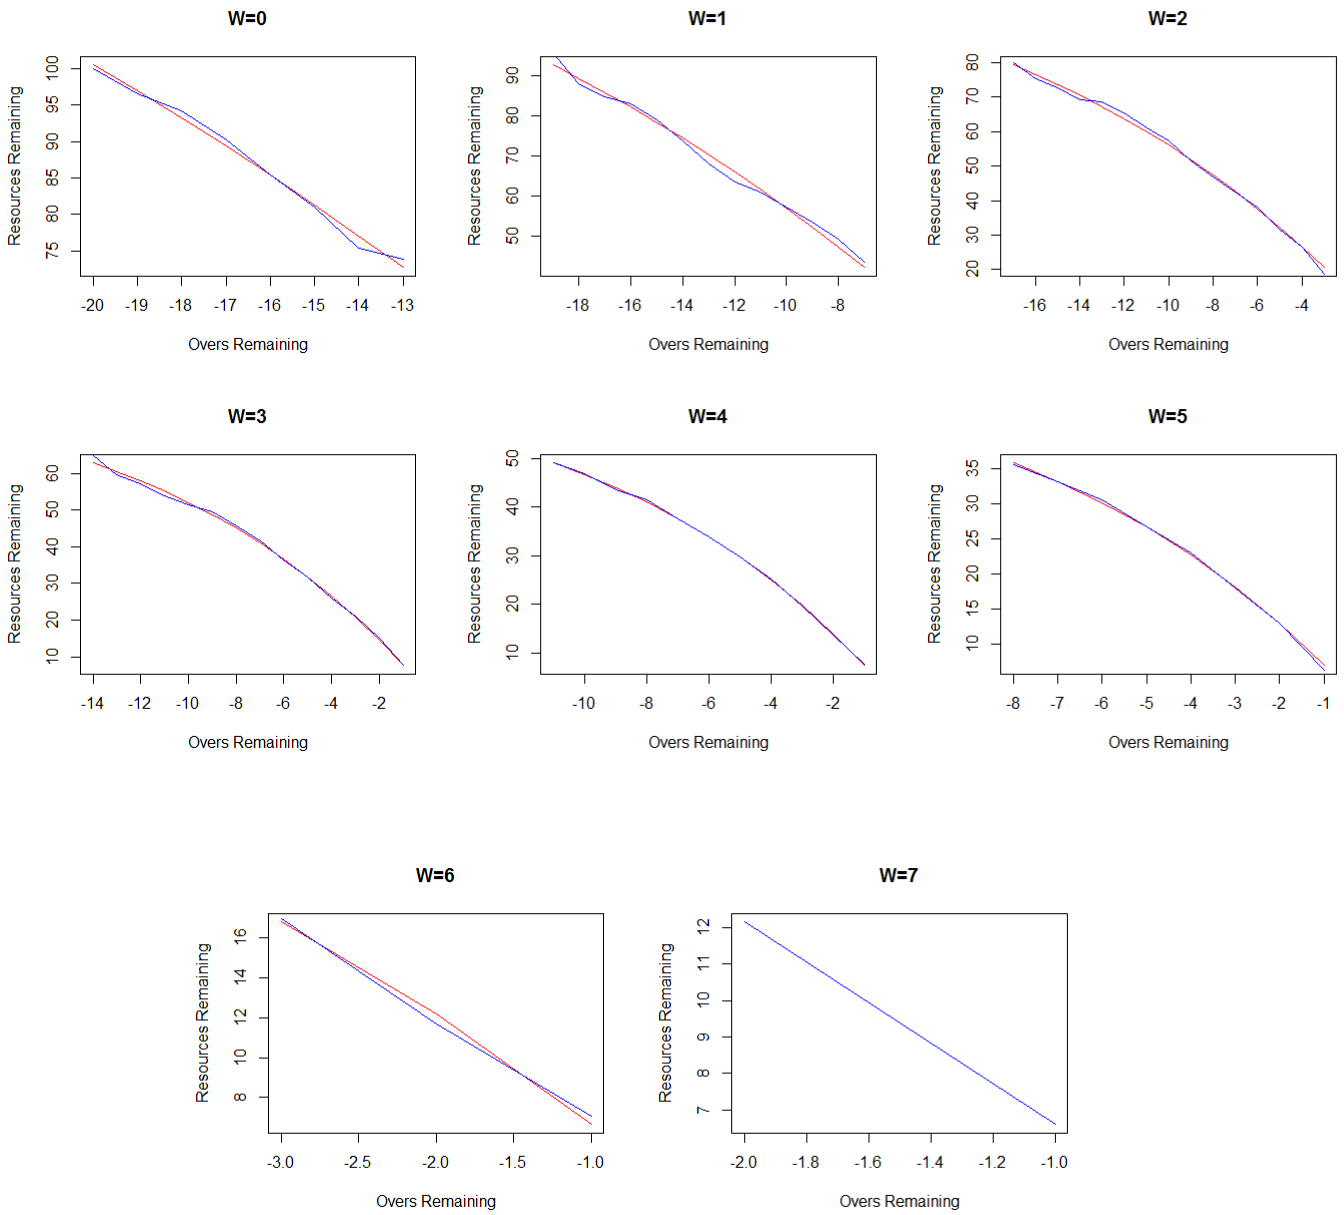 W=0
Resources Remaining
100
95
90
85
80
75
-20 -19 -18 -17 -16 -15 -14 -13
Overs Remaining
W=1
Resources Remaining
90
80
70
60
50
-18 -16 -14 -12 -10 -8
Overs Remaining
W=2
Resources Remaining
80
70
60
50
40
30
20
-16 -14 -12 -10 -8 -6 -4
Overs Remaining
W=3
Resources Remaining
60
50
40
30
20
10
-14 -12 -10 -8 -6 -4 -2
Overs Remaining
W=4
Resources Remaining
50
40
30
20
10
-10 -8 -6 -4 -2
Overs Remaining
W=5
Resources Remaining
35
30
25
20
15
10
-8 -7 -6 -5 -4 -3 -2 -1
Overs Remaining
W=6
Resources Remaining
16
14
12
10
8
-3.0 -2.5 -2.0 -1.5 -1.0
Overs Remaining
W=7
Resources Remaining
12
11
10
9
8
7
-2.0 -1.8 -1.6 -1.4 -1.2 -1.0
Overs Remaining